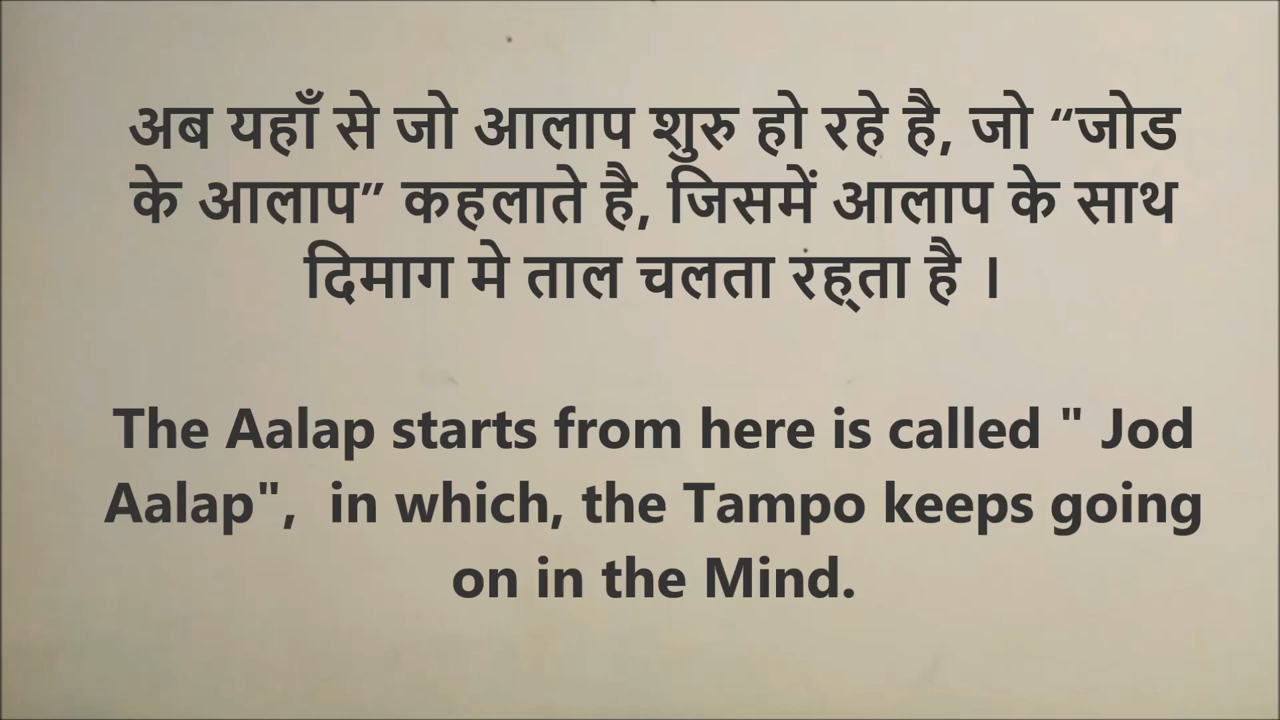 अब यहाँ से जो आलाप शुरु हो रहे है, जो “जोड
के आलाप” कहलाते है, जिसमें आलाप के साथ
दिमाग मे ताल चलता रह्ता है ।
The Aalap starts from here is called " Jod
Aalap",  in which, the Tampo keeps going
on in the Mind.